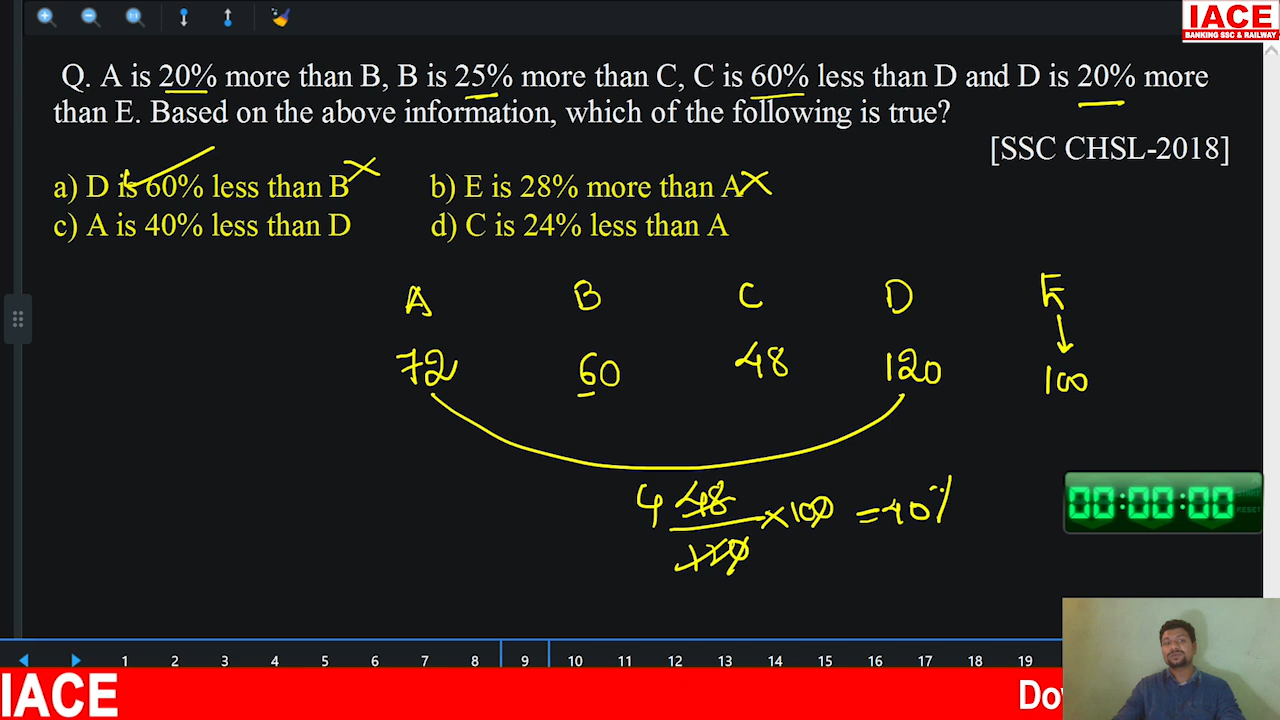 IACE
BANKING SSC & RAILWAY
Q. A is 20% more than B, B is 25% more than C, C is 60% less than D and D is 20% more
than E. Based on the above information, which of the following is true?
[SSC CHSL-2018]
a) D is 60% less than B
b) E is 28% more than A
c) A is 40% less than D
d) C is 24% less than A
A B C D E
72 60 48 120 100
4 48
120
×100 =40%
00:00:00
RESET
1 2 3 4 5 6 7 8 9 10 11 12 13 14 15 16 17 18 19
IACE
Do